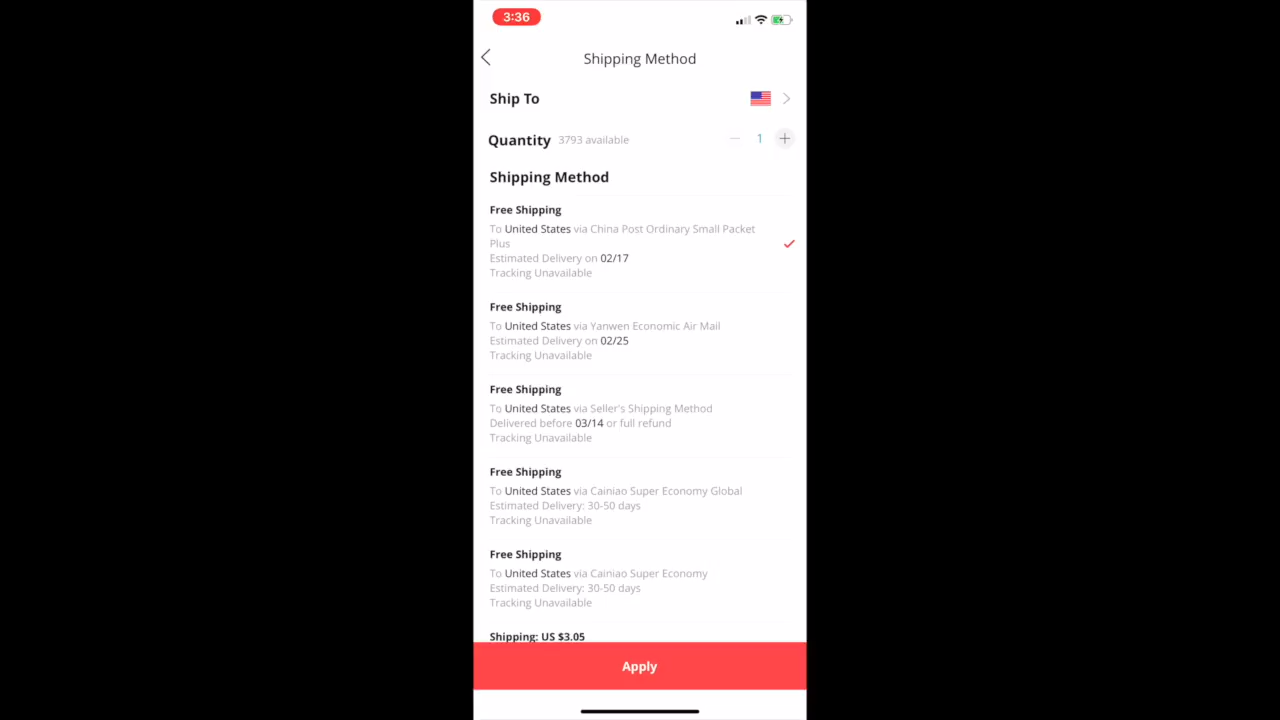 3:36
Shipping Method
Ship To
Quantity 3793 available 1
Shipping Method
Free Shipping
To United States via China Post Ordinary Small Packet
Plus
Estimated Delivery on 02/17
Tracking Unavailable
Free Shipping
To United States via Yanwen Economic Air Mail
Estimated Delivery on 02/25
Tracking Unavailable
Free Shipping
To United States via Seller's Shipping Method
Delivered before 03/14 or full refund
Tracking Unavailable
Free Shipping
To United States via Cainiao Super Economy Global
Estimated Delivery: 30-50 days
Tracking Unavailable
Free Shipping
To United States via Cainiao Super Economy
Estimated Delivery: 30-50 days
Tracking Unavailable
Shipping: US $3.05
Apply